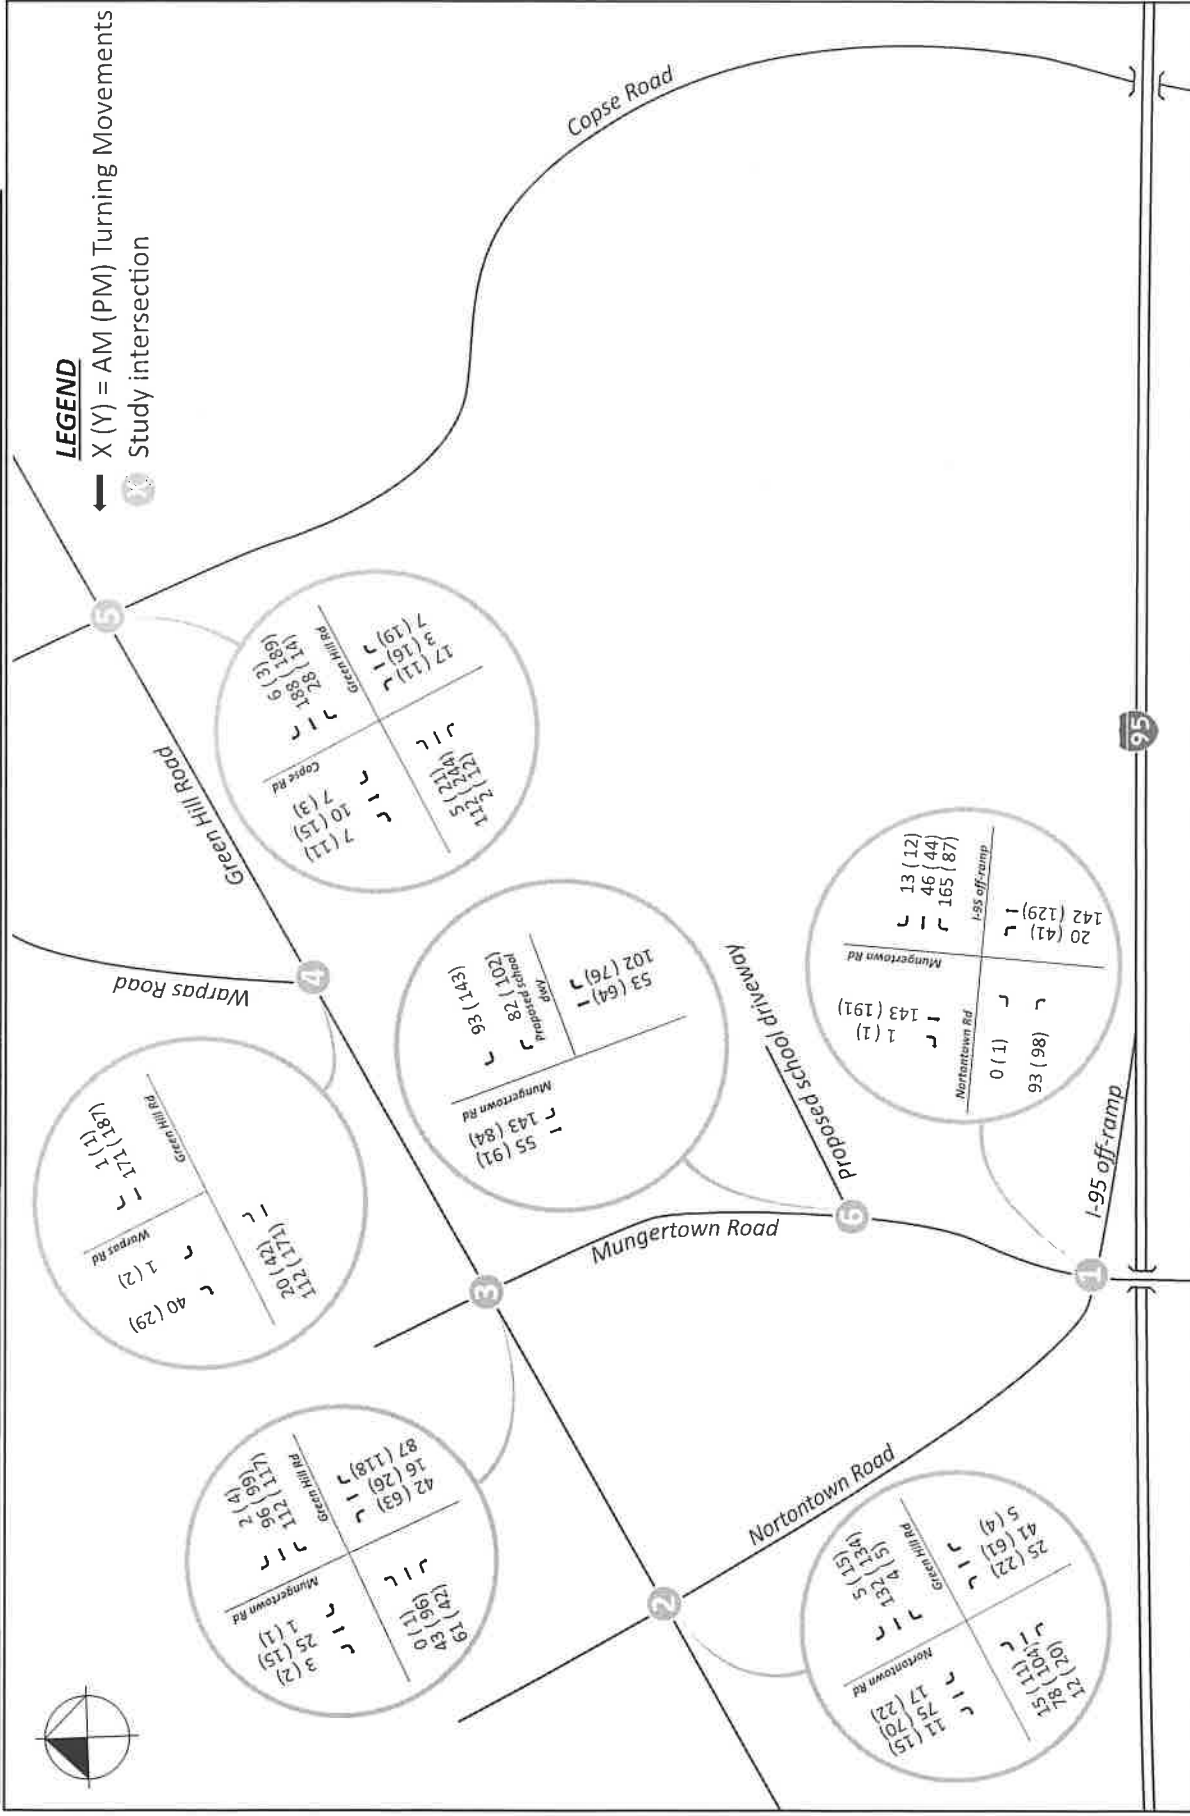 LEGEND
X (Y) = AM (PM) Turning Movements
X Study intersection
Copse Road
5
Green Hill Road
Warpas Road
4
Copse Rd
7 (11)
10 (15)
7 (3)
6 (3)
188 (189)
28 (14)
Green Hill Rd
5 (21)
112 (244)
2 (12)
17 (11)
3 (16)
7 (19)
Warpas Rd
40 (29)
1 (2)
1 (1)
171 (187)
Green Hill Rd
20 (42)
112 (171)
3
Mungertown Rd
3 (2)
25 (15)
1 (1)
2 (4)
96 (99)
112 (117)
Green Hill Rd
0 (1)
43 (96)
61 (42)
42 (63)
16 (26)
87 (118)
Mungertown Road
Mungertown Rd
55 (91)
143 (84)
93 (143)
82 (102)
Proposed school
dwy.
53 (64)
102 (76)
Proposed school driveway
6
2
Nortontown Road
Nortontown Rd
11 (15)
75 (70)
17 (22)
5 (15)
132 (134)
4 (5)
Green Hill Rd
15 (11)
78 (104)
12 (20)
25 (22)
41 (61)
5 (4)
Mungertown Rd
1 (1)
143 (191)
13 (12)
46 (44)
165 (87)
Nortontown Rd
I-95 off-ramp
0 (1)
93 (98)
20 (41)
142 (129)
1
I-95 off-ramp
95